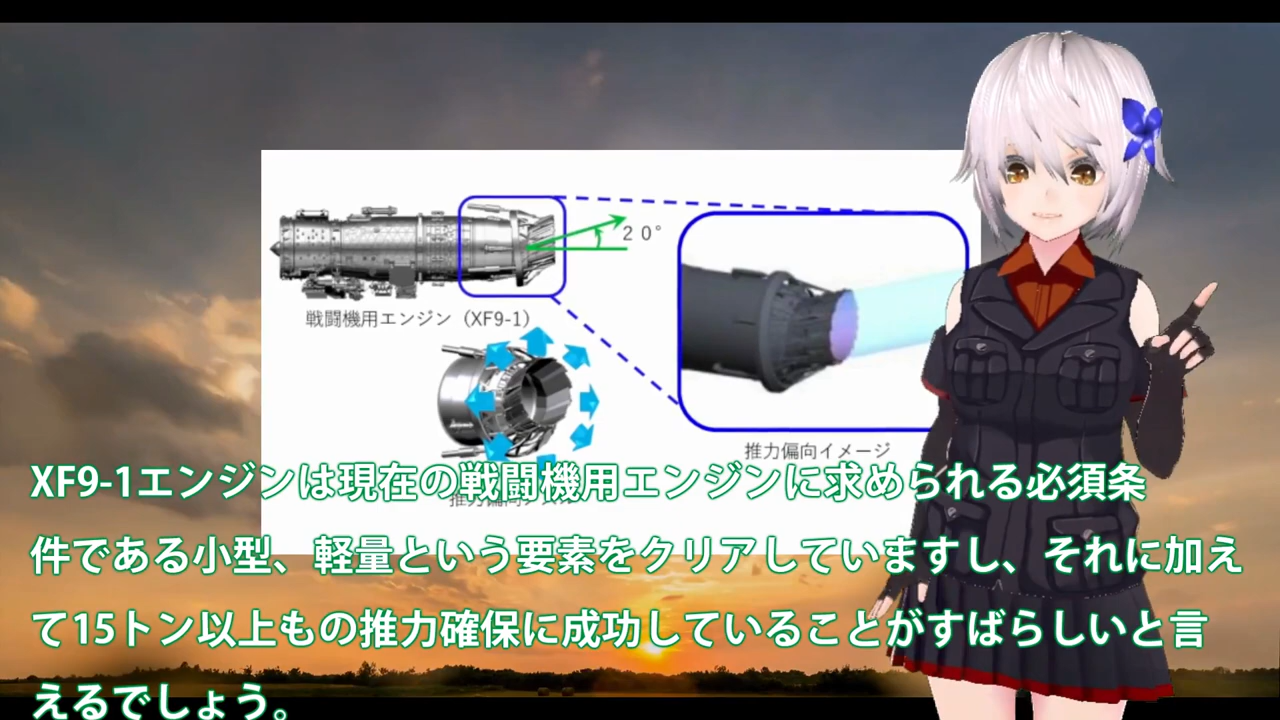 20°
戦闘機用エンジン（XF9-1）
推力偏向イメージ
XF9-1エンジンは現在の戦闘機用エンジンに求められる必須条
件である小型、軽量という要素をクリアしていますし、それに加え
て15トン以上もの推力確保に成功していることがすばらしいと言
えるでしょう。